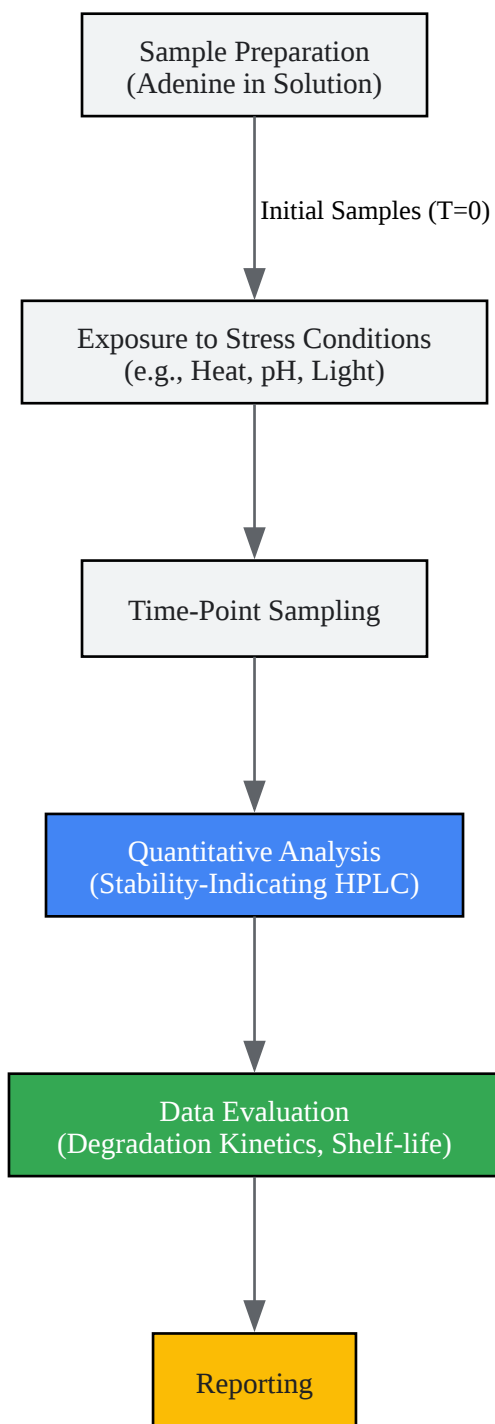 Sample Preparation
(Adenine in Solution)
Initial Samples (T=0)
Exposure to Stress Conditions
(e.g., Heat, pH, Light)
Time-Point Sampling
Quantitative Analysis
(Stability-Indicating HPLC)
Data Evaluation
(Degradation Kinetics, Shelf-life)
Reporting